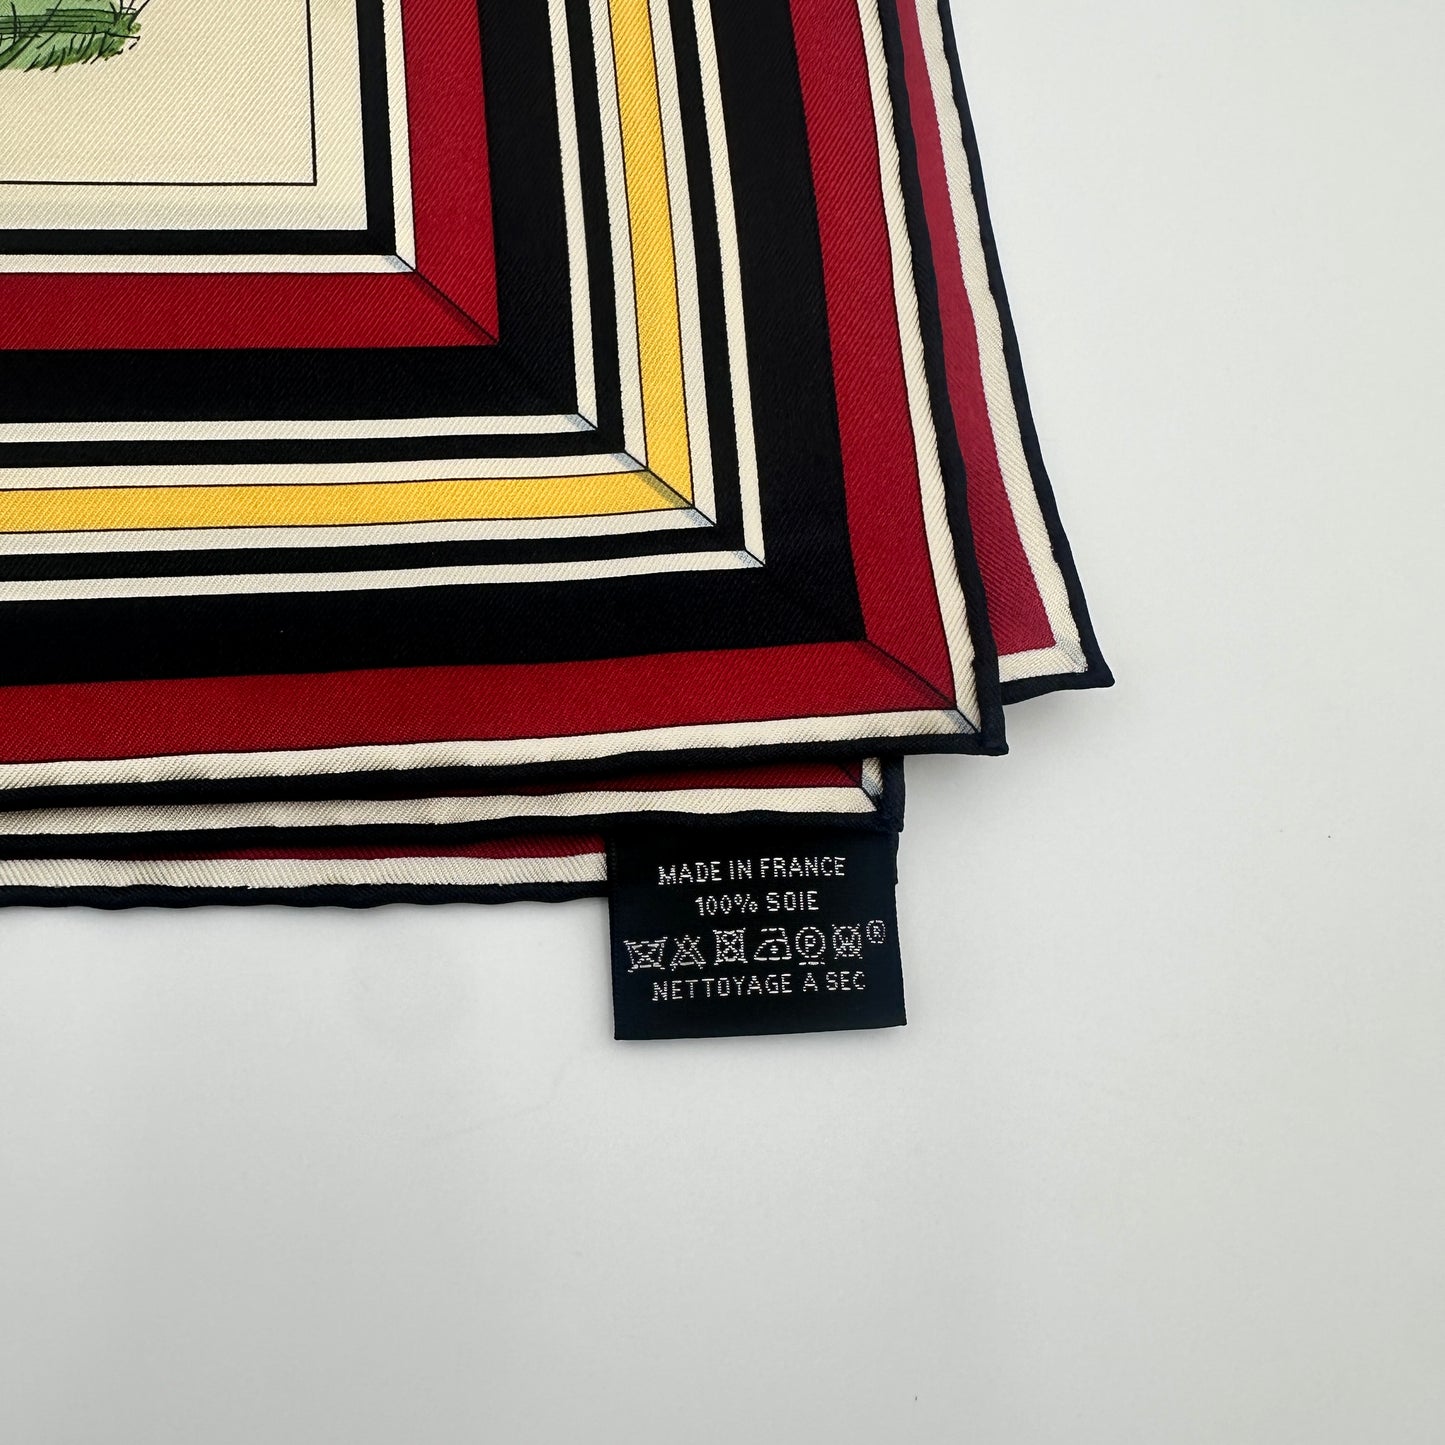 MADE IN FRANCE
100% SOIE
P W ®
NETTOYAGE A SEC